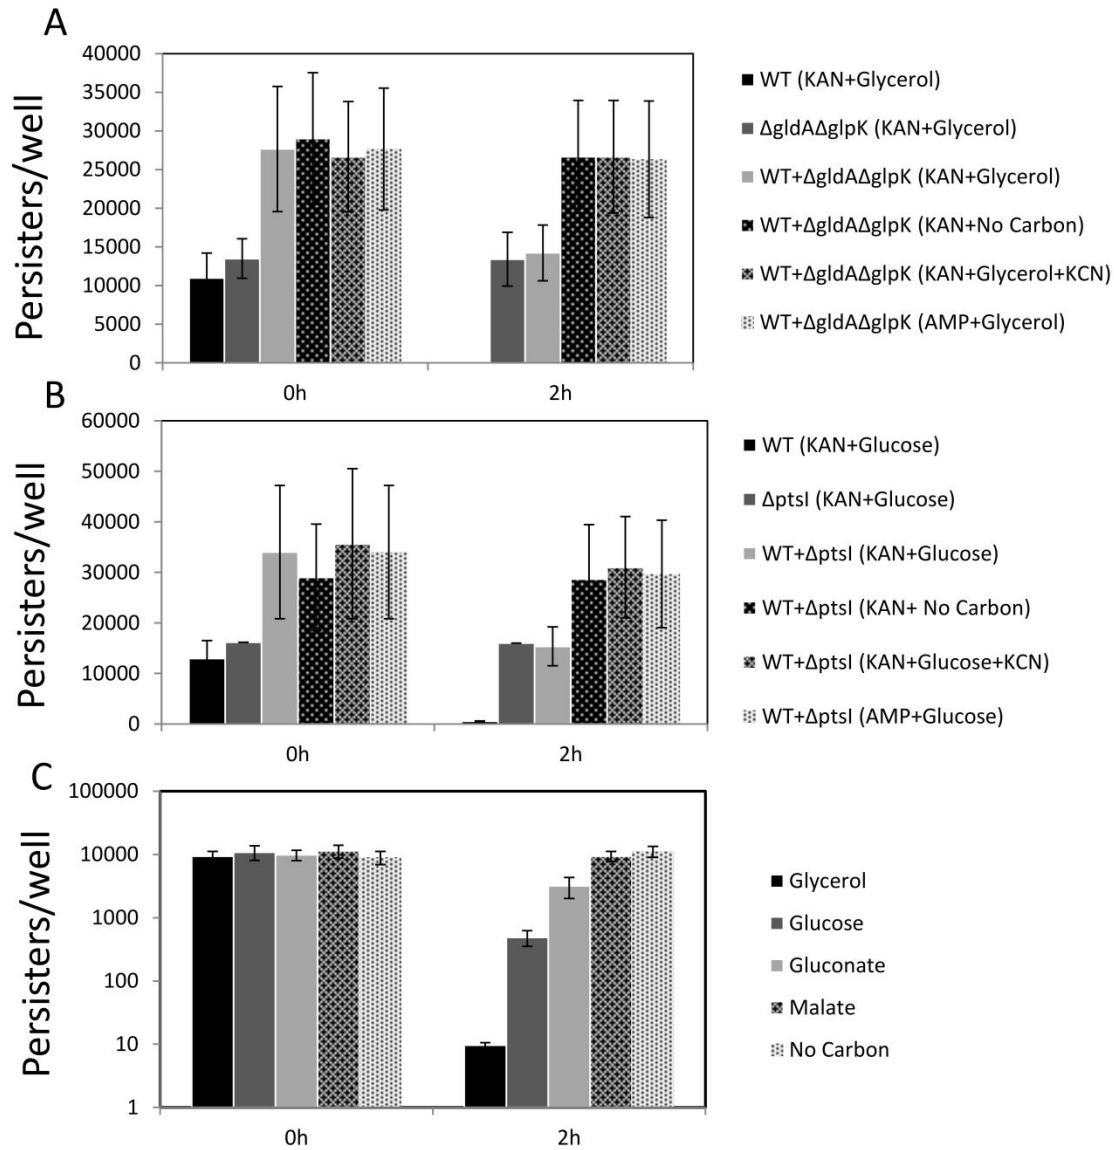 A
Persisters/well
40000
35000
30000
25000
20000
15000
10000
5000
0
0h
2h
WT (KAN+Glycerol)
ΔgldAΔglpK (KAN+Glycerol)
WT+ΔgldAΔglpK (KAN+Glycerol)
WT+ΔgldAΔglpK (KAN+No Carbon)
WT+ΔgldAΔglpK (KAN+Glycerol+KCN)
WT+ΔgldAΔglpK (AMP+Glycerol)
B
Persisters/well
60000
50000
40000
30000
20000
10000
0
0h
2h
WT (KAN+Glucose)
ΔptsI (KAN+Glucose)
WT+ΔptsI (KAN+Glucose)
WT+ΔptsI (KAN+ No Carbon)
WT+ΔptsI (KAN+Glucose+KCN)
WT+ΔptsI (AMP+Glucose)
C
Persisters/well
100000
10000
1000
100
10
1
0h
2h
Glycerol
Glucose
Gluconate
Malate
No Carbon